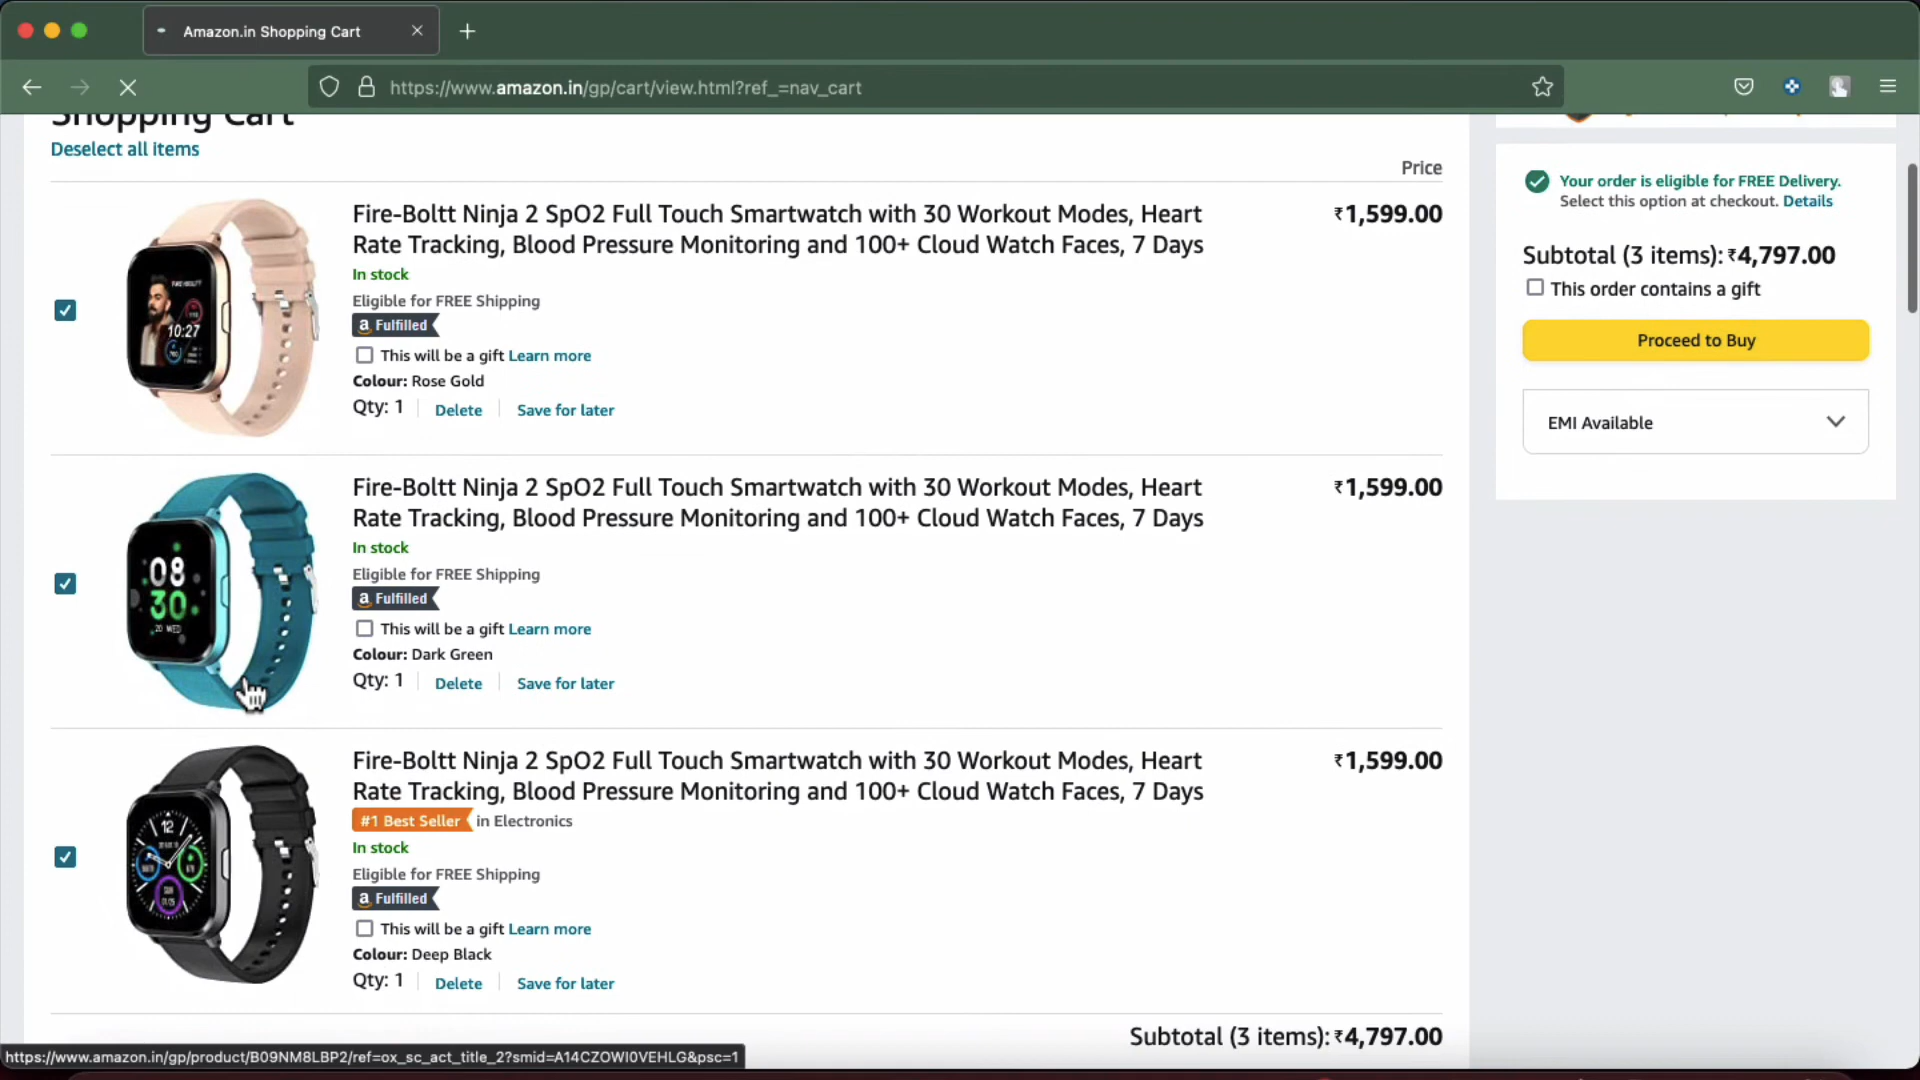 Amazon.in Shopping Cart
https://www.amazon.in/gp/cart/view.html?ref_=nav_cart
Shopping Cart
Deselect all items
Price
Fire-Boltt Ninja 2 SpO2 Full Touch Smartwatch with 30 Workout Modes, Heart
Rate Tracking, Blood Pressure Monitoring and 100+ Cloud Watch Faces, 7 Days
₹1,599.00
In stock
Eligible for FREE Shipping
a Fulfilled
This will be a gift Learn more
Colour: Rose Gold
Qty: 1 Delete Save for later
10:27
Fire-Boltt Ninja 2 SpO2 Full Touch Smartwatch with 30 Workout Modes, Heart
Rate Tracking, Blood Pressure Monitoring and 100+ Cloud Watch Faces, 7 Days
₹1,599.00
In stock
Eligible for FREE Shipping
a Fulfilled
This will be a gift Learn more
Colour: Dark Green
Qty: 1 Delete Save for later
08
30
20 WED
Fire-Boltt Ninja 2 SpO2 Full Touch Smartwatch with 30 Workout Modes, Heart
Rate Tracking, Blood Pressure Monitoring and 100+ Cloud Watch Faces, 7 Days
₹1,599.00
#1 Best Seller in Electronics
In stock
Eligible for FREE Shipping
a Fulfilled
This will be a gift Learn more
Colour: Deep Black
Qty: 1 Delete Save for later
12
Subtotal (3 items): ₹4,797.00
Your order is eligible for FREE Delivery.
Select this option at checkout. Details
Subtotal (3 items): ₹4,797.00
This order contains a gift
Proceed to Buy
EMI Available
https://www.amazon.in/gp/product/B09NM8LBP2/ref=ox_sc_act_title_2?smid=A14CZOWI0VEHLG&psc=1